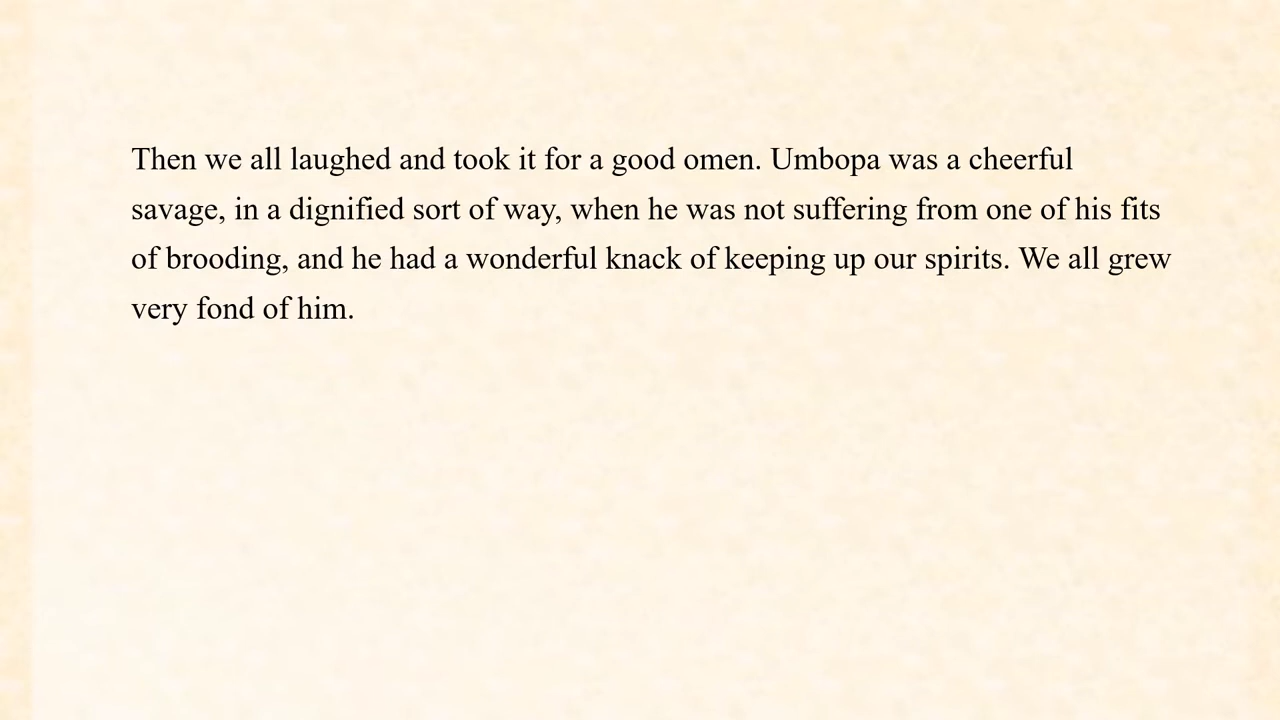 Then we all laughed and took it for a good omen. Umbopa was a cheerful
savage, in a dignified sort of way, when he was not suffering from one of his fits
of brooding, and he had a wonderful knack of keeping up our spirits. We all grew
very fond of him.